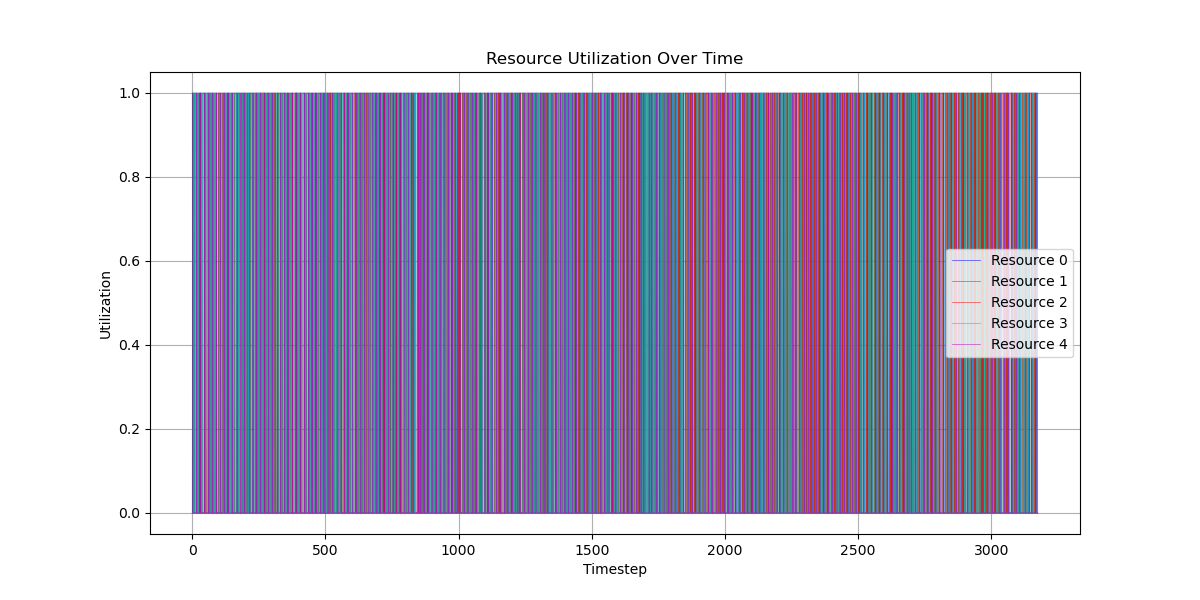 Resource Utilization Over Time
Utilization
1.0
0.8
0.6
0.4
0.2
0.0
Resource 0
Resource 1
Resource 2
Resource 3
Resource 4
0 500 1000 1500 2000 2500 3000
Timestep